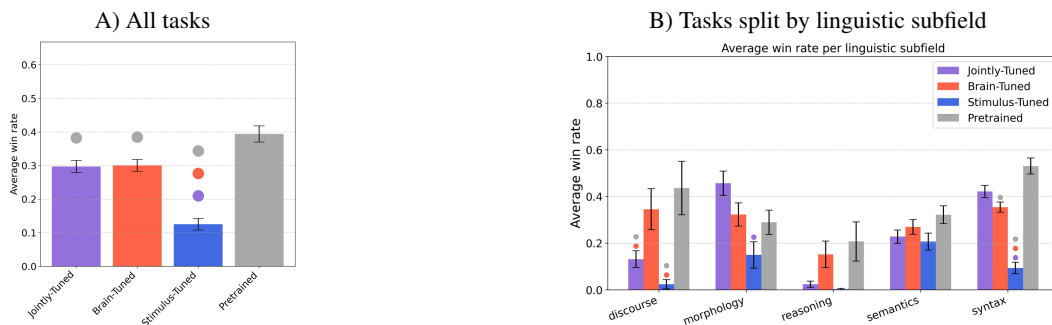 A) All tasks
0.6
0.5
0.4
0.3
0.2
0.1
0.0
Average win rate
Jointly-Tuned
Brain-Tuned
Stimulus-Tuned
Pretrained
B) Tasks split by linguistic subfield
Average win rate per linguistic subfield
1.0
0.8
0.6
0.4
0.2
0.0
Average win rate
Jointly-Tuned
Brain-Tuned
Stimulus-Tuned
Pretrained
discourse
morphology
reasoning
semantics
syntax